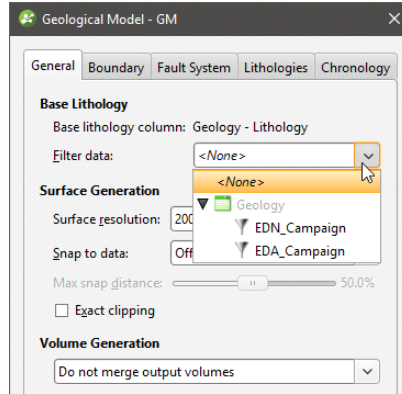 Geological Model - GM
General Boundary Fault System Lithologies Chronology
Base Lithology
Base lithology column: Geology - Lithology
Filter data: <None>
<None>
Surface Generation
Geology
Surface resolution: 200
EDN_Campaign
Snap to data: Off
EDA_Campaign
Max snap distance: 50.0%
Exact clipping
Volume Generation
Do not merge output volumes